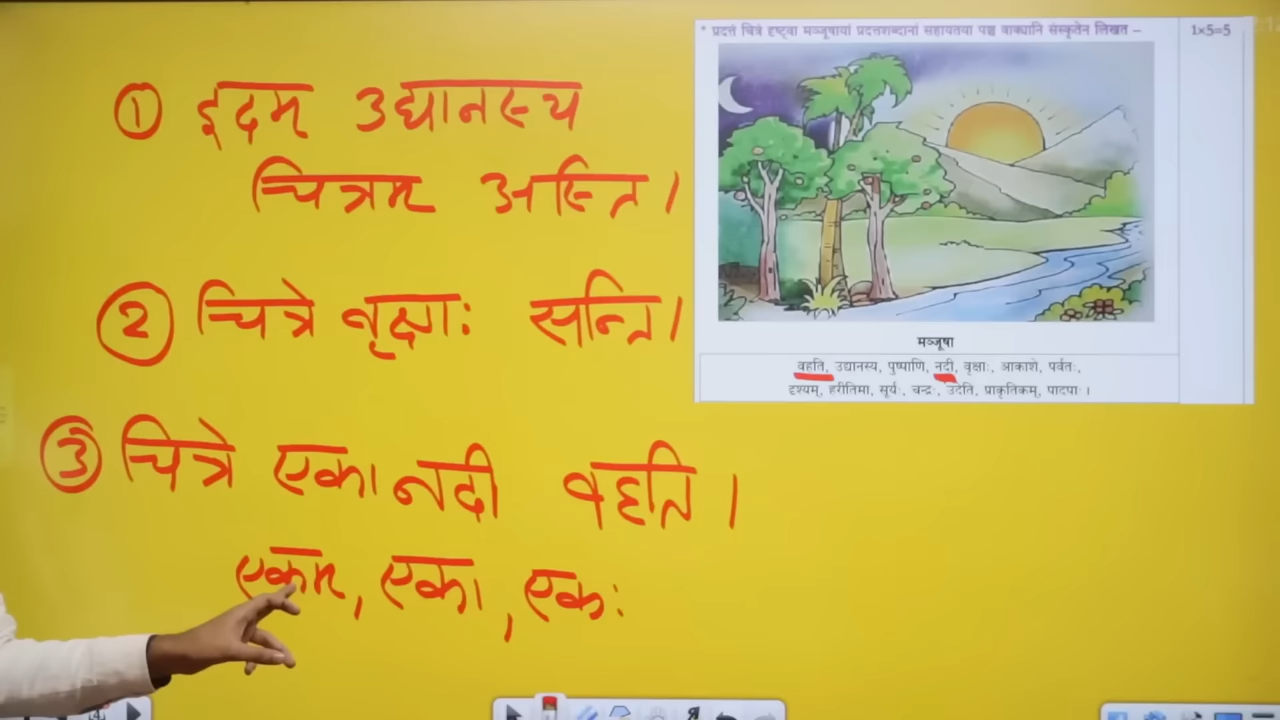 ① इदम् उद्यानस्य
चित्रम् अस्ति।
② चित्रे वृक्षाः सन्ति।
③ चित्रे एका नदी वहति।
एकम्, एका, एकः
* प्रदत्तं चित्रं दृष्ट्वा मञ्जूषायां प्रदत्तशब्दानां सहायतया पञ्च वाक्यानि संस्कृतेन लिखत – 1×5=5
मञ्जूषा
वहति, उद्यानस्य, पुष्पाणि, नदी, वृक्षाः, आकाशे, पर्वतः,
दृश्यम्, हरीतिमा, सूर्यः, चन्द्रः, उदेति, प्राकृतिकम्, पादपाः।